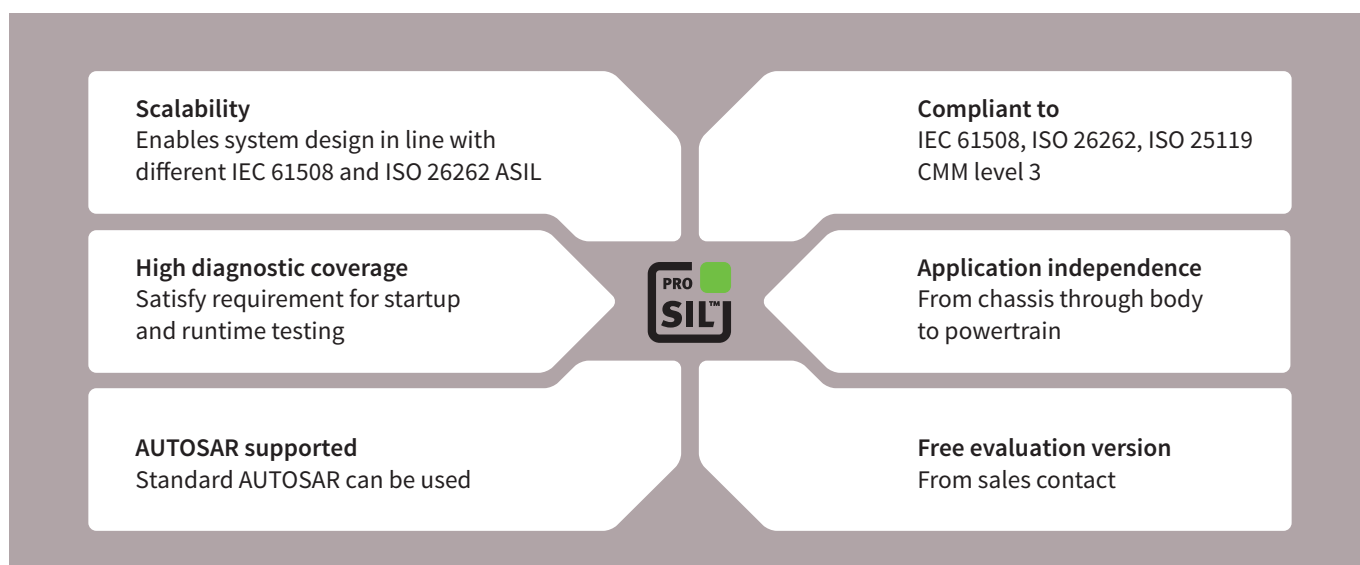 Scalability
Enables system design in line with
different IEC 61508 and ISO 26262 ASIL
Compliant to
IEC 61508, ISO 26262, ISO 25119
CMM level 3
High diagnostic coverage
Satisfy requirement for startup
and runtime testing
PRO
SIL™
Application independence
From chassis through body
to powertrain
AUTOSAR supported
Standard AUTOSAR can be used
Free evaluation version
From sales contact